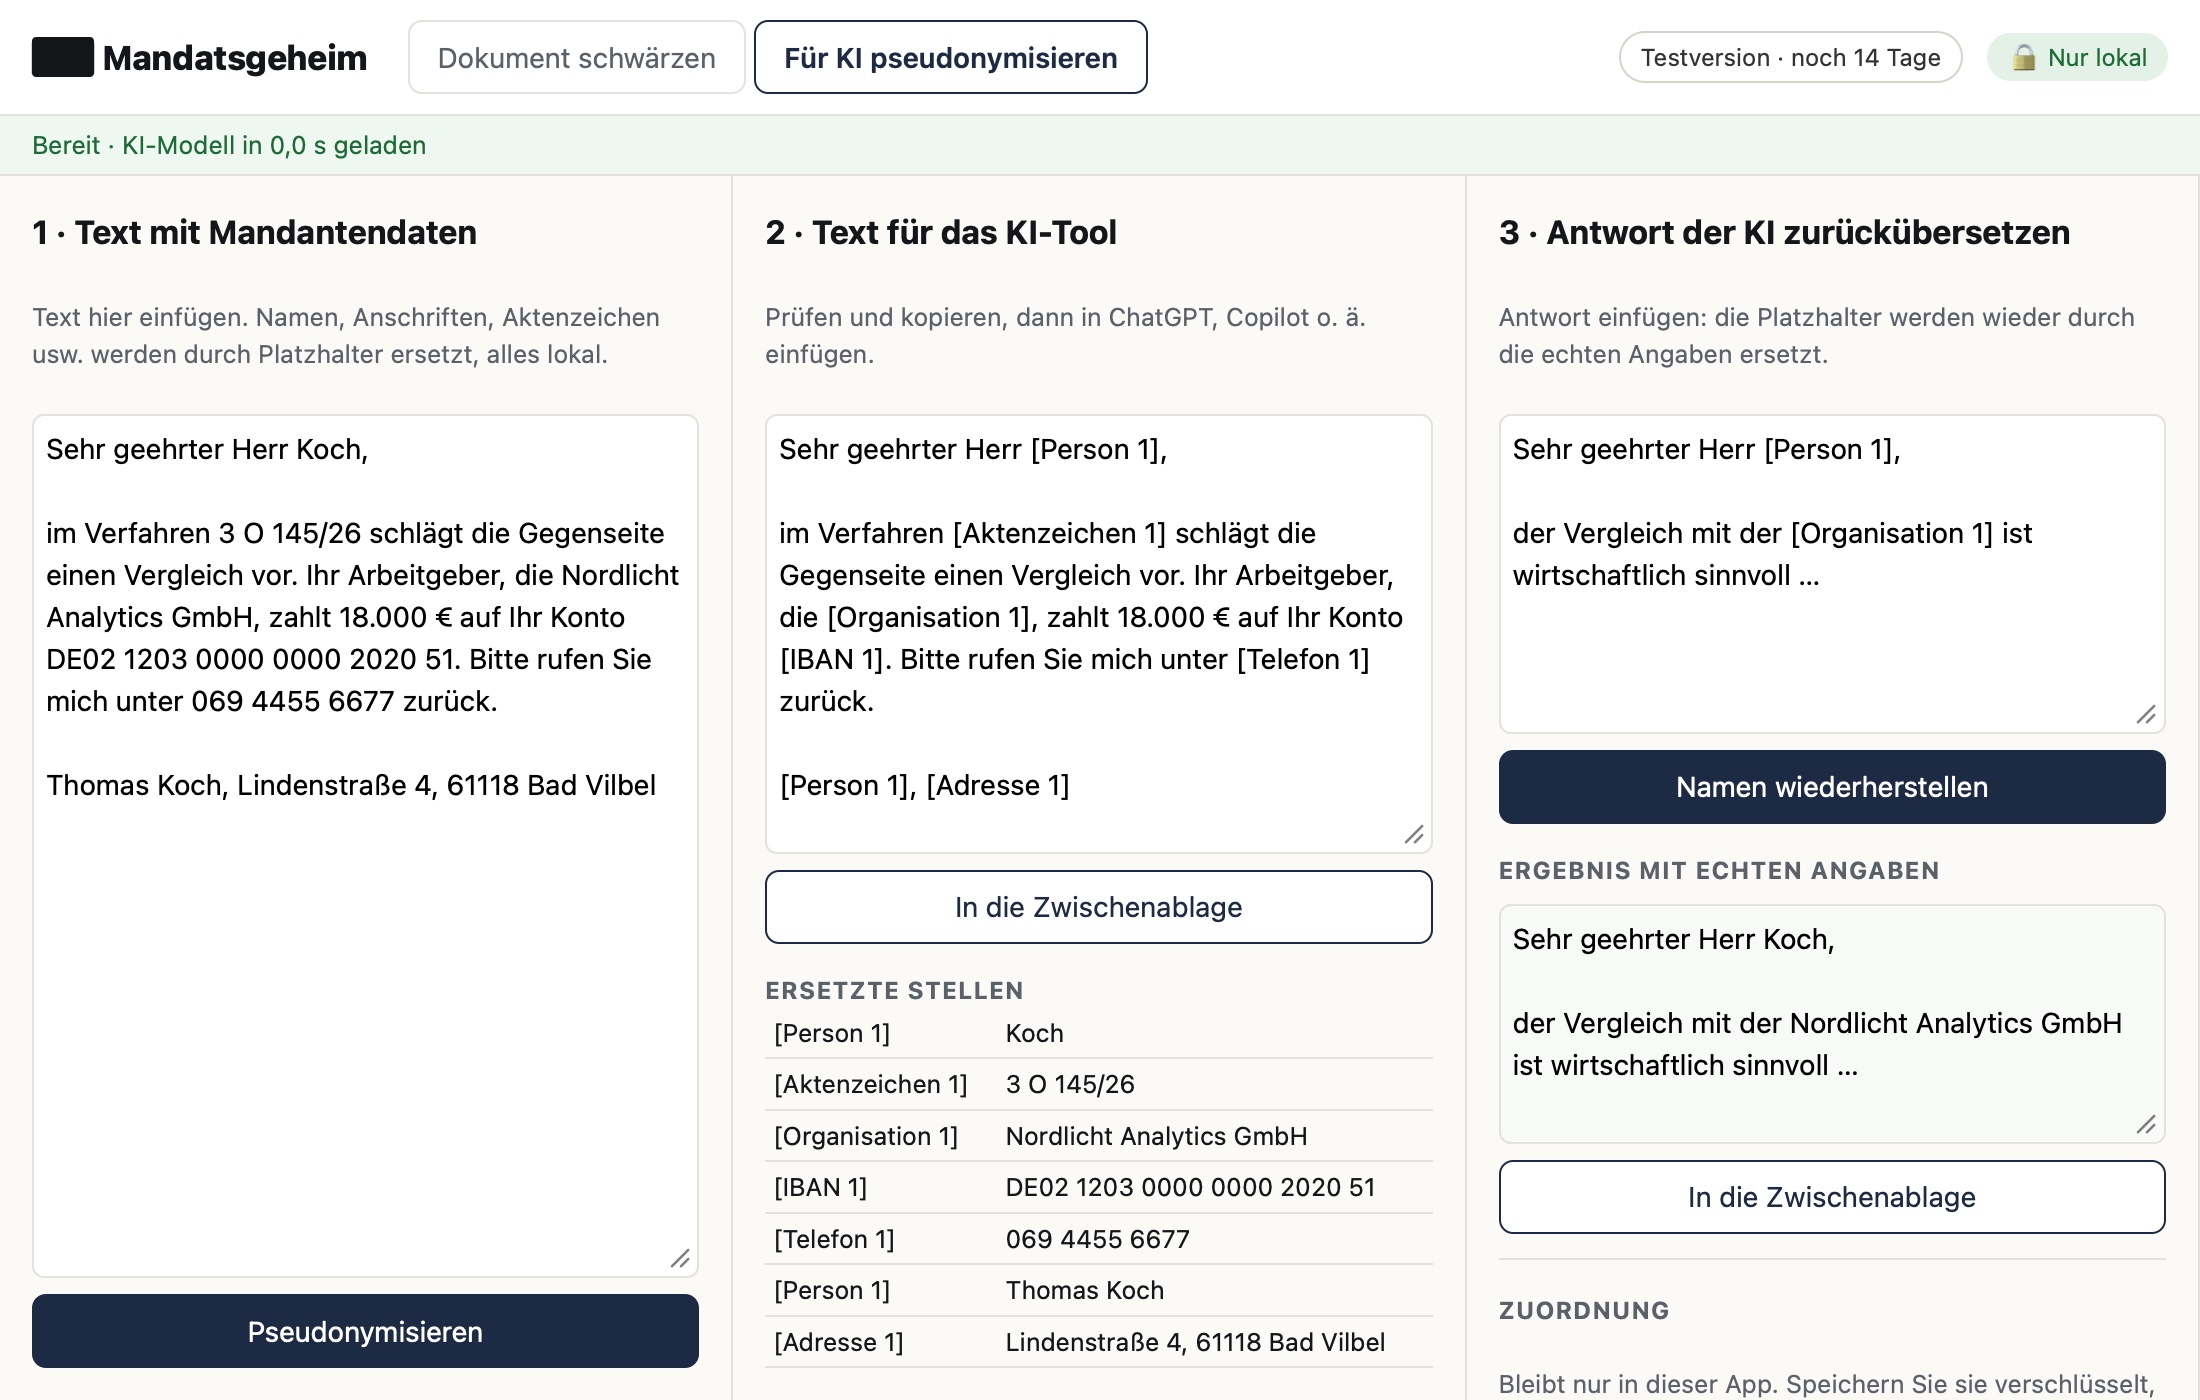 Mandatsgeheim
Dokument schwärzen
Für KI pseudonymisieren
Testversion · noch 14 Tage
🔒 Nur lokal
Bereit · KI-Modell in 0,0 s geladen
1 · Text mit Mandantendaten
Text hier einfügen. Namen, Anschriften, Aktenzeichen
usw. werden durch Platzhalter ersetzt, alles lokal.
Sehr geehrter Herr Koch,
im Verfahren 3 O 145/26 schlägt die Gegenseite
einen Vergleich vor. Ihr Arbeitgeber, die Nordlicht
Analytics GmbH, zahlt 18.000 € auf Ihr Konto
DE02 1203 0000 0000 2020 51. Bitte rufen Sie
mich unter 069 4455 6677 zurück.
Thomas Koch, Lindenstraße 4, 61118 Bad Vilbel
Pseudonymisieren
2 · Text für das KI-Tool
Prüfen und kopieren, dann in ChatGPT, Copilot o. ä.
einfügen.
Sehr geehrter Herr [Person 1],
im Verfahren [Aktenzeichen 1] schlägt die
Gegenseite einen Vergleich vor. Ihr Arbeitgeber,
die [Organisation 1], zahlt 18.000 € auf Ihr Konto
[IBAN 1]. Bitte rufen Sie mich unter [Telefon 1]
zurück.
[Person 1], [Adresse 1]
In die Zwischenablage
ERSETZTE STELLEN
[Person 1] Koch
[Aktenzeichen 1] 3 O 145/26
[Organisation 1] Nordlicht Analytics GmbH
[IBAN 1] DE02 1203 0000 0000 2020 51
[Telefon 1] 069 4455 6677
[Person 1] Thomas Koch
[Adresse 1] Lindenstraße 4, 61118 Bad Vilbel
3 · Antwort der KI zurückübersetzen
Antwort einfügen: die Platzhalter werden wieder durch
die echten Angaben ersetzt.
Sehr geehrter Herr [Person 1],
der Vergleich mit der [Organisation 1] ist
wirtschaftlich sinnvoll ...
Namen wiederherstellen
ERGEBNIS MIT ECHTEN ANGABEN
Sehr geehrter Herr Koch,
der Vergleich mit der Nordlicht Analytics GmbH
ist wirtschaftlich sinnvoll ...
In die Zwischenablage
ZUORDNUNG
Bleibt nur in dieser App. Speichern Sie sie verschlüsselt,